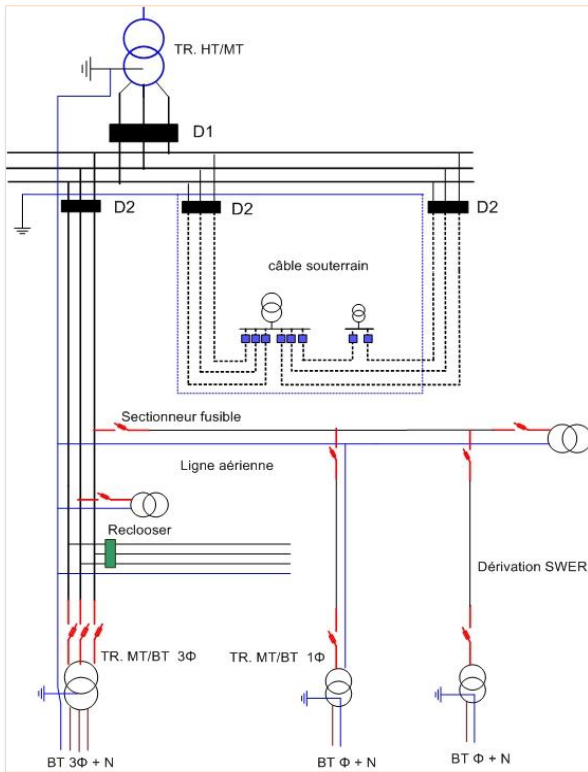 TR. HT/MT
D1
D2
D2
D2
câble souterrain
Sectionneur fusible
Ligne aérienne
Reclooser
Dérivation SWER
TR. MT/BT 3Φ
TR. MT/BT 1Φ
BT 3Φ + N
BT Φ + N
BT Φ + N